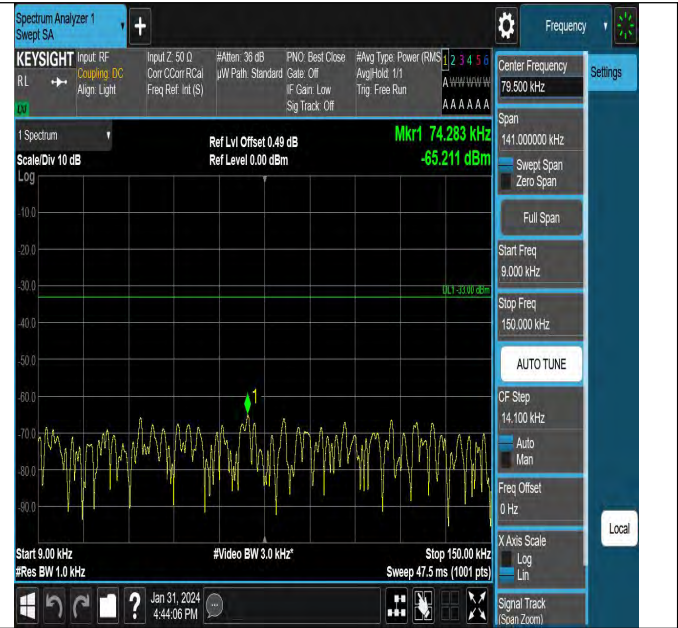 Spectrum Analyzer 1
Swept SA
+
Frequency
KEYSIGHT
RL
Input: RF
Coupling: DC
Align: Light
Input Z: 50 Ω
Corr CCorr RCal
Freq Ref: Int (S)
#Atten: 36 dB
µW Path: Standard
PNO: Best Close
Gate: Off
IF Gain: Low
Sig Track: Off
#Avg Type: Power (RMS
Avg|Hold: 1/1
Trig: Free Run
1 2 3 4 5 6
A W W W W W
A A A A A A
1 Spectrum
Scale/Div 10 dB
Log
Ref Lvl Offset 0.49 dB
Ref Level 0.00 dBm
Mkr1 74.283 kHz
-65.211 dBm
-10.0
-20.0
-30.0
-40.0
-50.0
-60.0
-70.0
-80.0
-90.0
DL1 -33.00 dBm
1
Start 9.00 kHz
#Res BW 1.0 kHz
#Video BW 3.0 kHz*
Stop 150.00 kHz
Sweep 47.5 ms (1001 pts)
Center Frequency
79.500 kHz
Settings
Span
141.000000 kHz
Swept Span
Zero Span
Full Span
Start Freq
9.000 kHz
Stop Freq
150.000 kHz
AUTO TUNE
CF Step
14.100 kHz
Auto
Man
Freq Offset
0 Hz
X Axis Scale
Log
Lin
Local
Signal Track
(Span Zoom)
?
Jan 31, 2024
4:44:06 PM